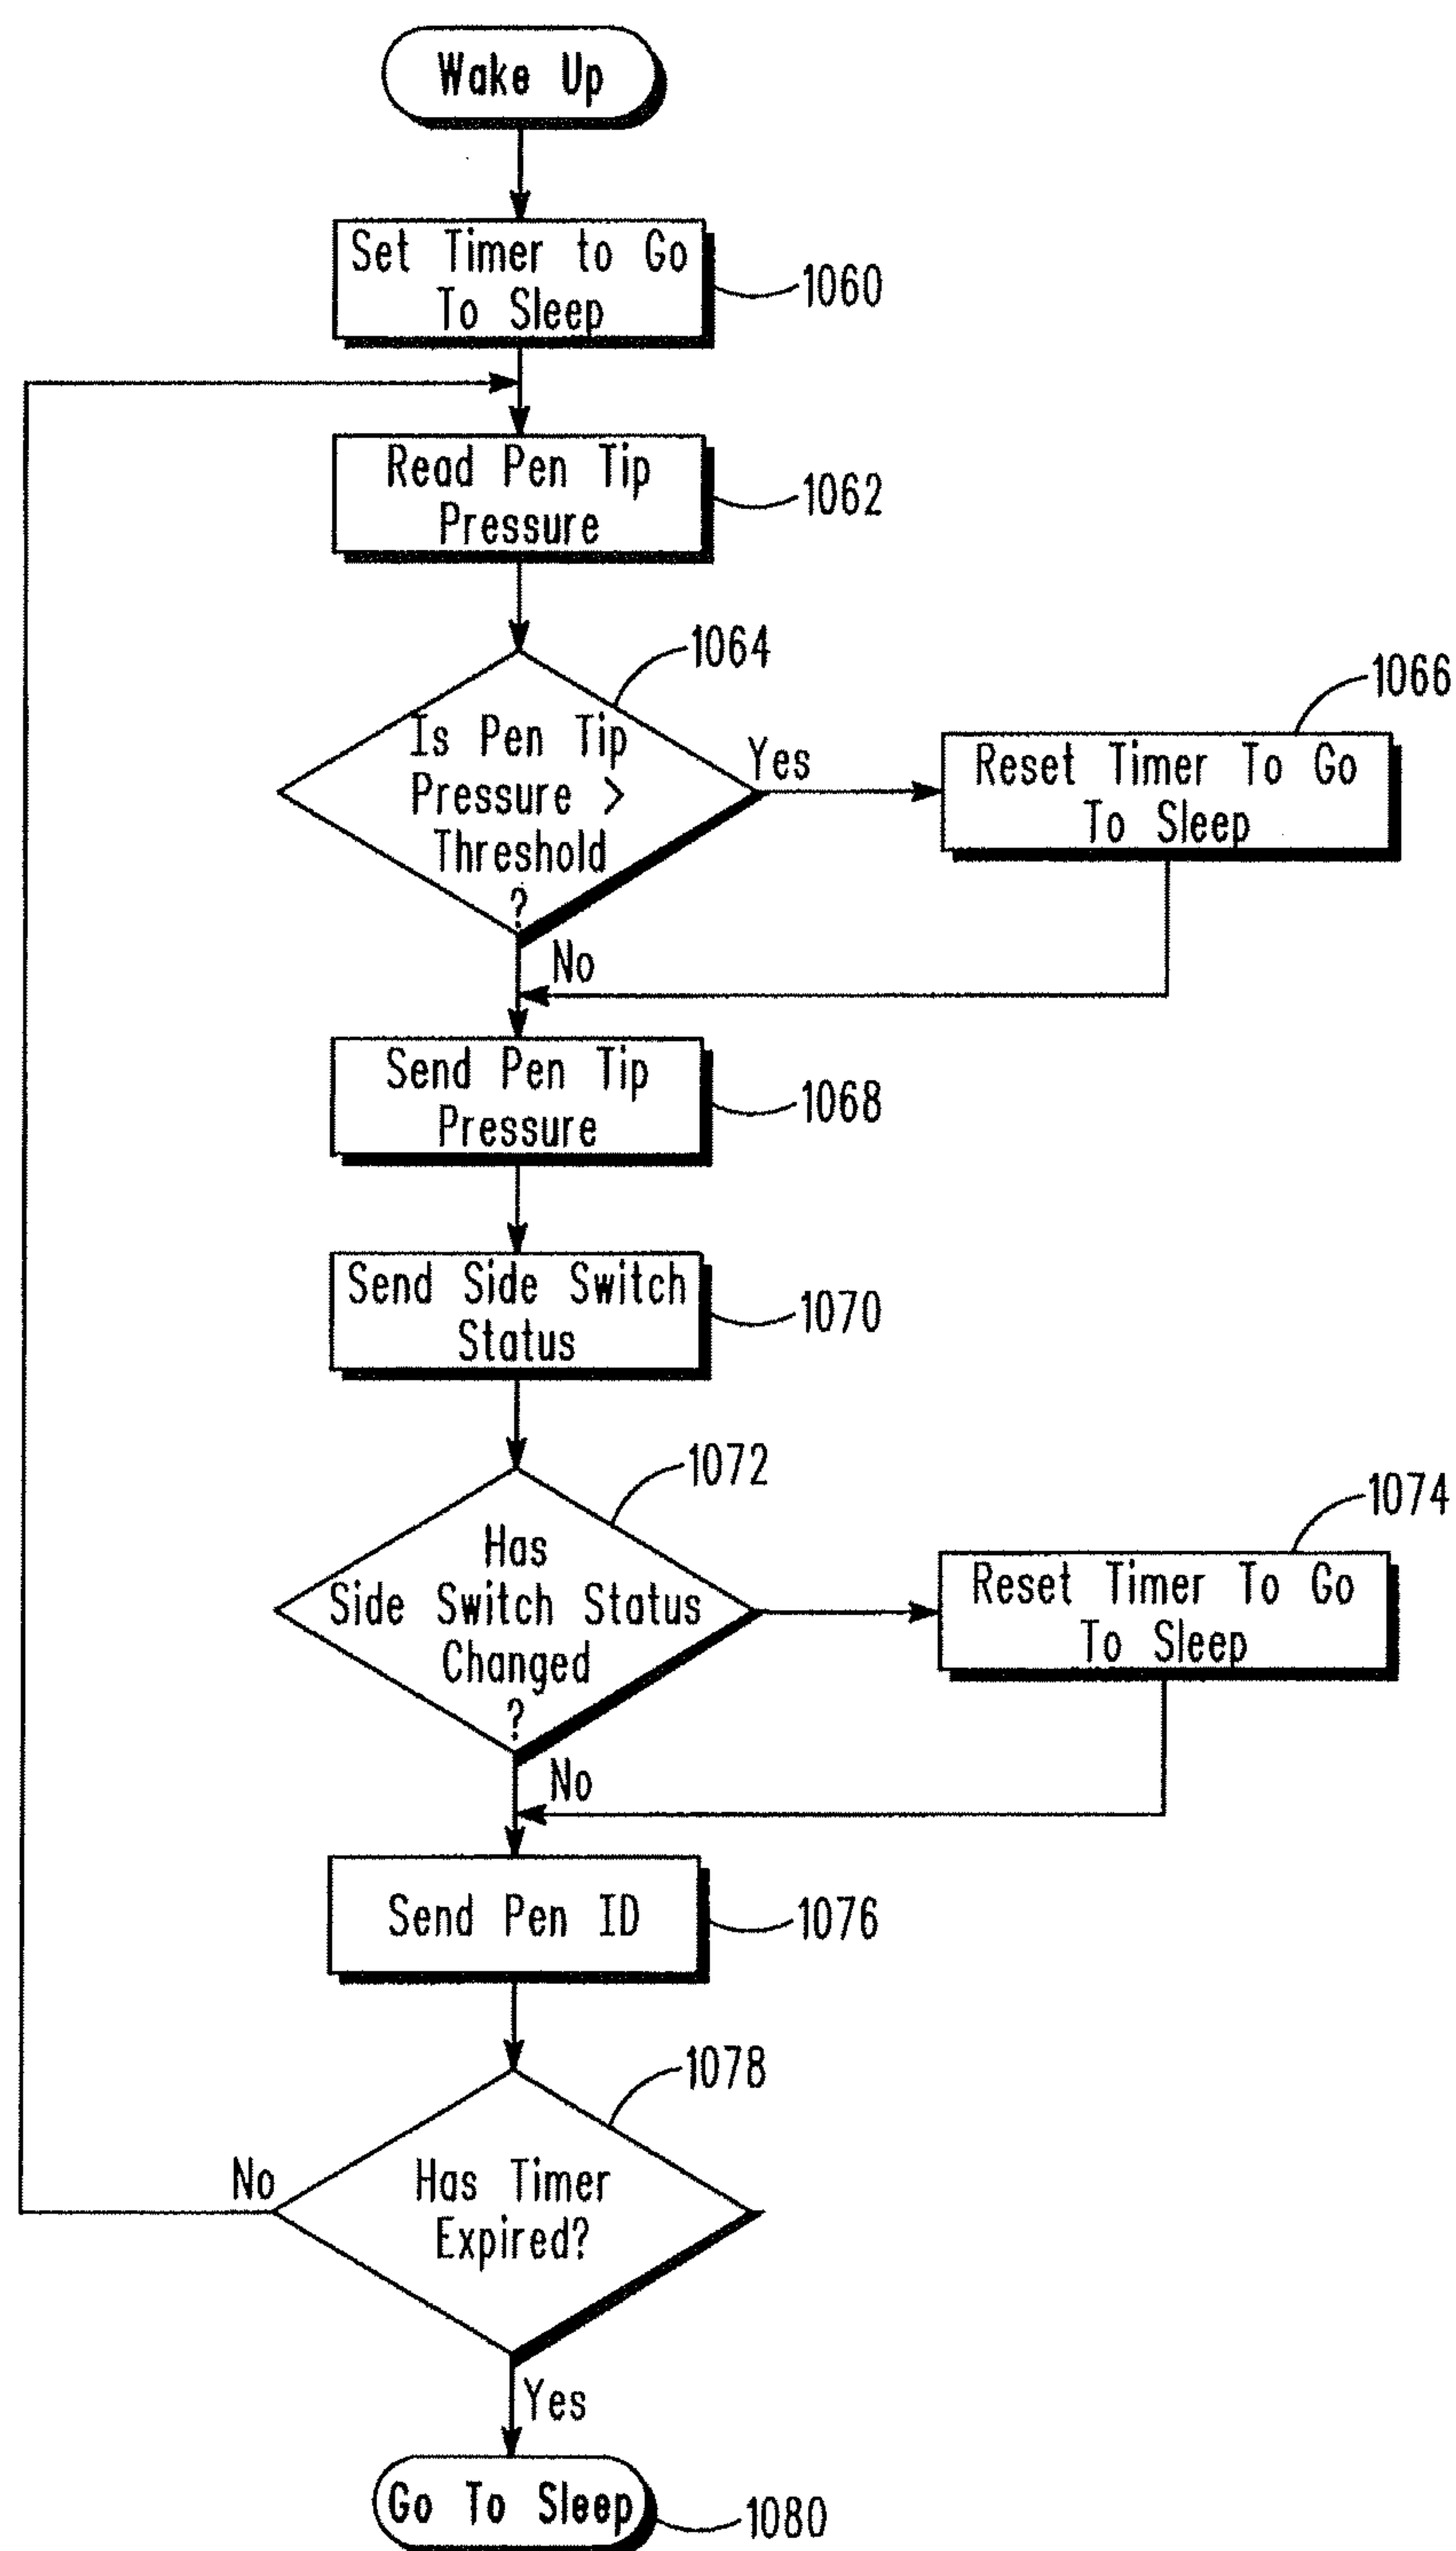 Wake Up
Set Timer to Go
To Sleep
1060
Read Pen Tip
Pressure
1062
1064
Is Pen Tip
Pressure >
Threshold
?
Yes
No
1066
Reset Timer To Go
To Sleep
Send Pen Tip
Pressure
1068
Send Side Switch
Status
1070
1072
Has
Side Switch Status
Changed
?
No
1074
Reset Timer To Go
To Sleep
Send Pen ID
1076
1078
Has Timer
Expired?
No
Yes
Go To Sleep
1080